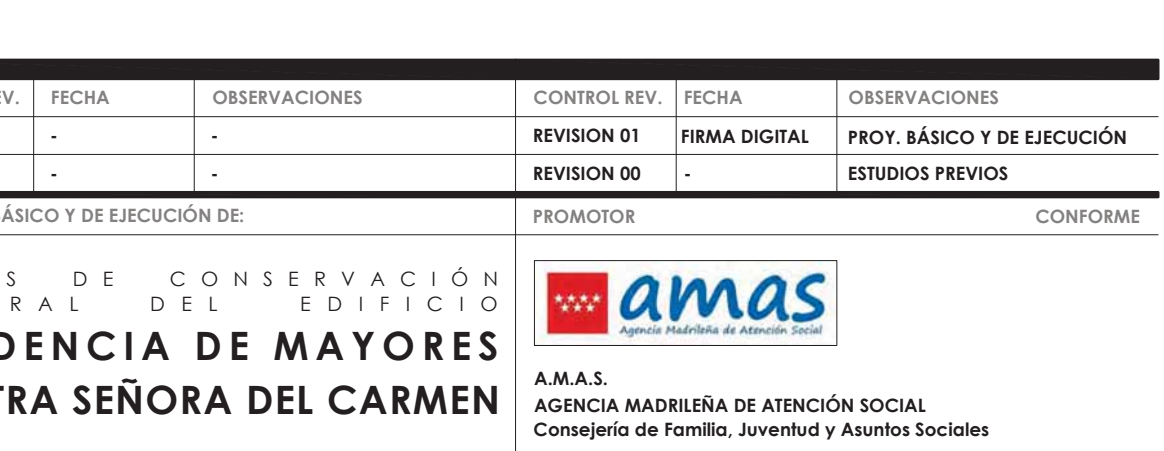 EV. FECHA OBSERVACIONES CONTROL REV. FECHA OBSERVACIONES
- - REVISION 01 FIRMA DIGITAL PROY. BÁSICO Y DE EJECUCIÓN
- - REVISION 00 - ESTUDIOS PREVIOS
ÁSICO Y DE EJECUCIÓN DE: PROMOTOR CONFORME
S DE CONSERVACIÓN
RAL DEL EDIFICIO
DENCIA DE MAYORES
TRA SEÑORA DEL CARMEN
amas
Agencia Madrileña de Atención Social
A.M.A.S.
AGENCIA MADRILEÑA DE ATENCIÓN SOCIAL
Consejería de Familia, Juventud y Asuntos Sociales